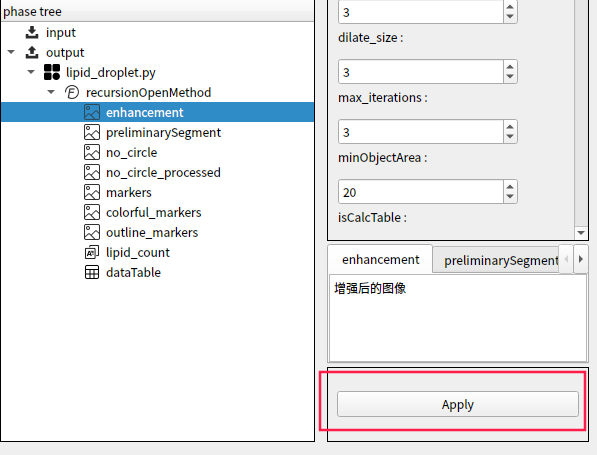 phase tree
input
output
lipid_droplet.py
recursionOpenMethod
enhancement
preliminarySegment
no_circle
no_circle_processed
markers
colorful_markers
outline_markers
lipid_count
dataTable
3
dilate_size :
3
max_iterations :
3
minObjectArea :
20
isCalcTable :
enhancement preliminarySegment
增强后的图像
Apply